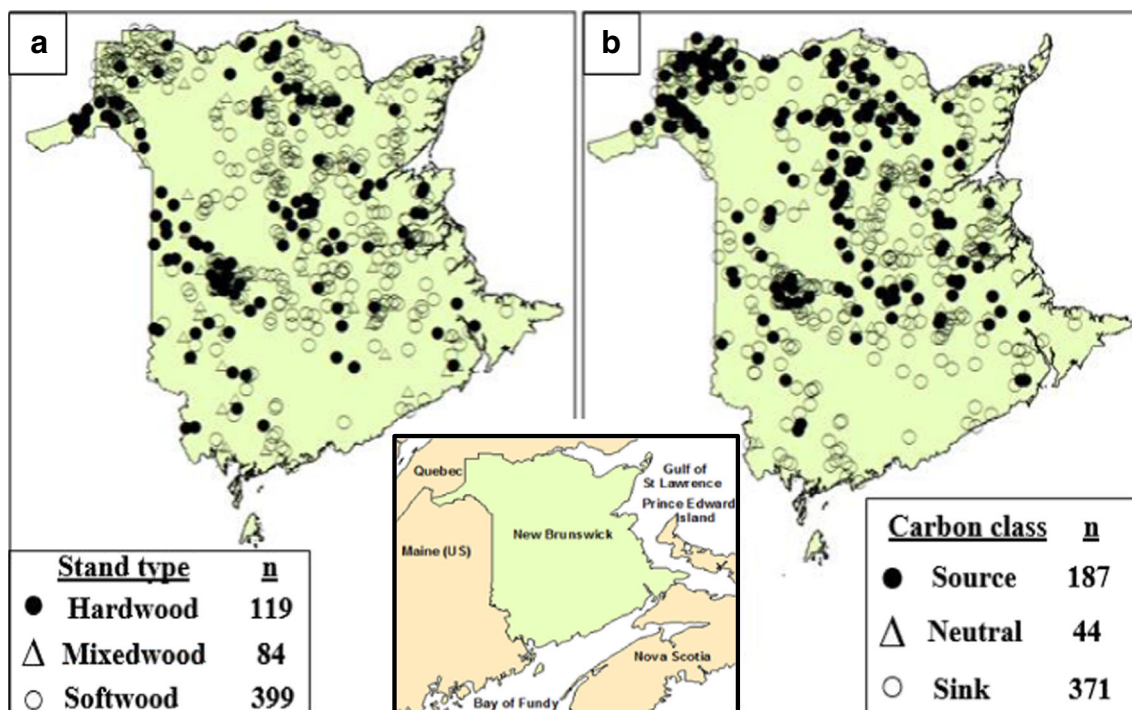 a
b
Stand type n
Hardwood 119
Mixedwood 84
Softwood 399
Quebec
Gulf of
St Lawrence
Prince Edward
Island
New Brunswick
Maine (US)
Nova Scotia
Bay of Fundy
Carbon class n
Source 187
Neutral 44
Sink 371